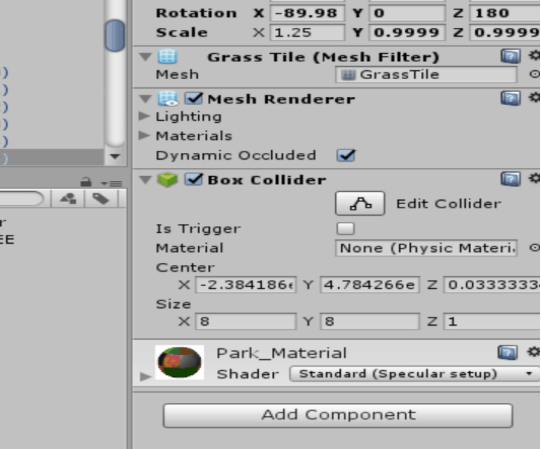 Rotation X -89.98 Y 0 Z 180
Scale X 1.25 Y 0.9999 Z 0.9999
Grass Tile (Mesh Filter)
Mesh GrassTile
Mesh Renderer
Lighting
Materials
Dynamic Occluded
Box Collider
Edit Collider
Is Trigger
Material None (Physic Materi
Center
X -2.384186e Y 4.784266e Z 0.0333333
Size
X 8 Y 8 Z 1
Park_Material
Shader Standard (Specular setup)
Add Component
)
)
)
)
)
)
r
EE